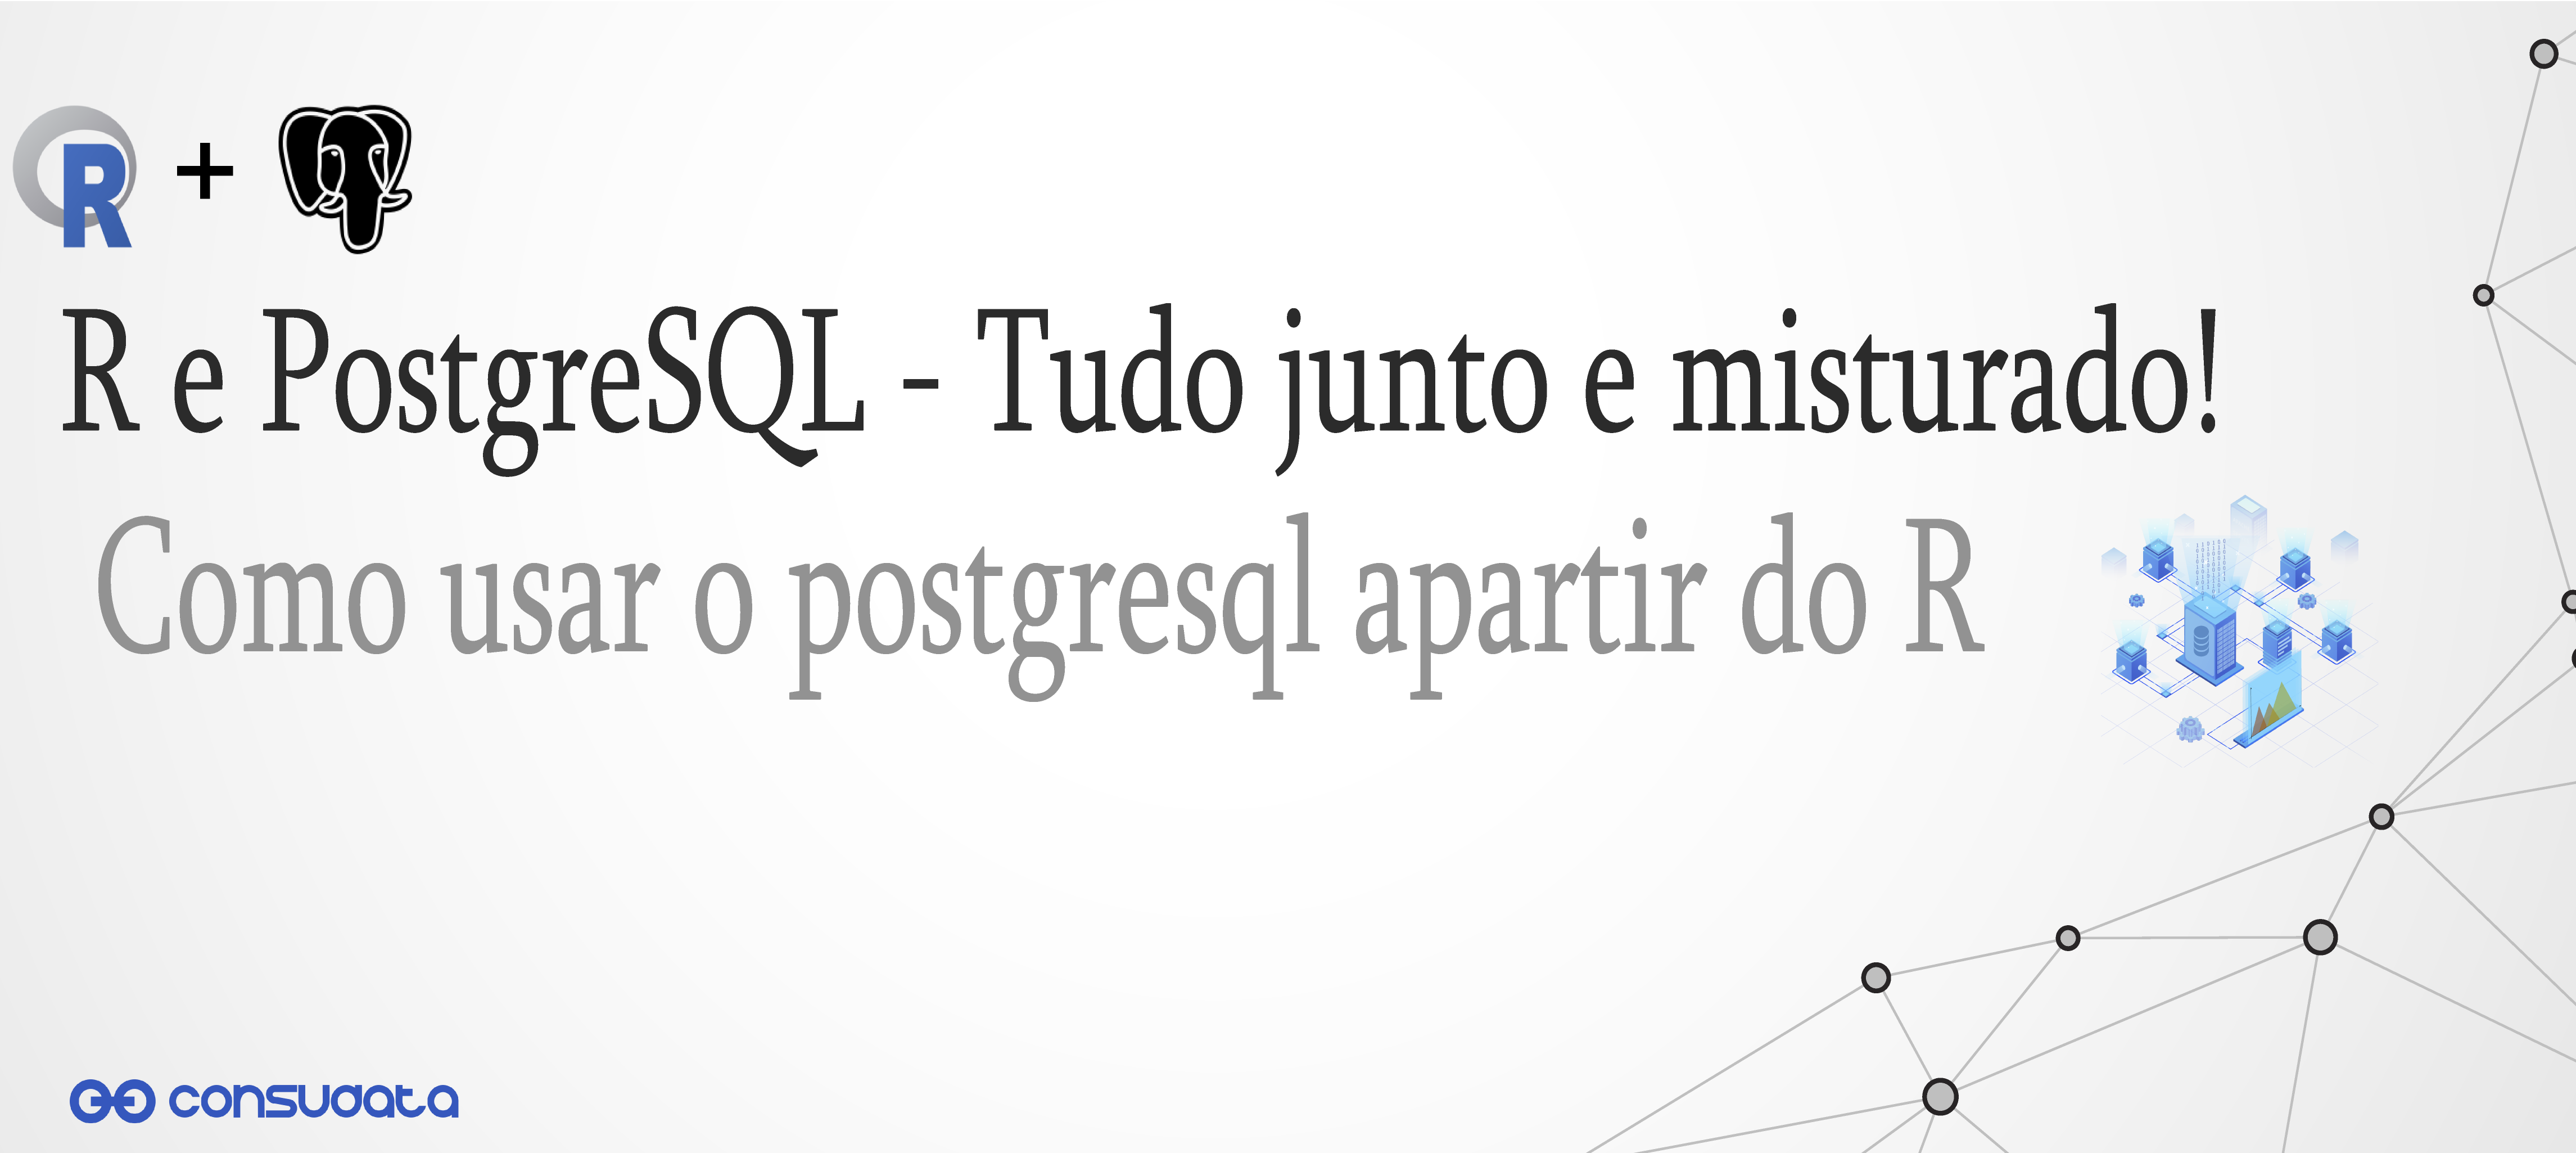 R +
R e PostgreSQL - Tudo junto e misturado!
Como usar o postgresql apartir do R
consudata